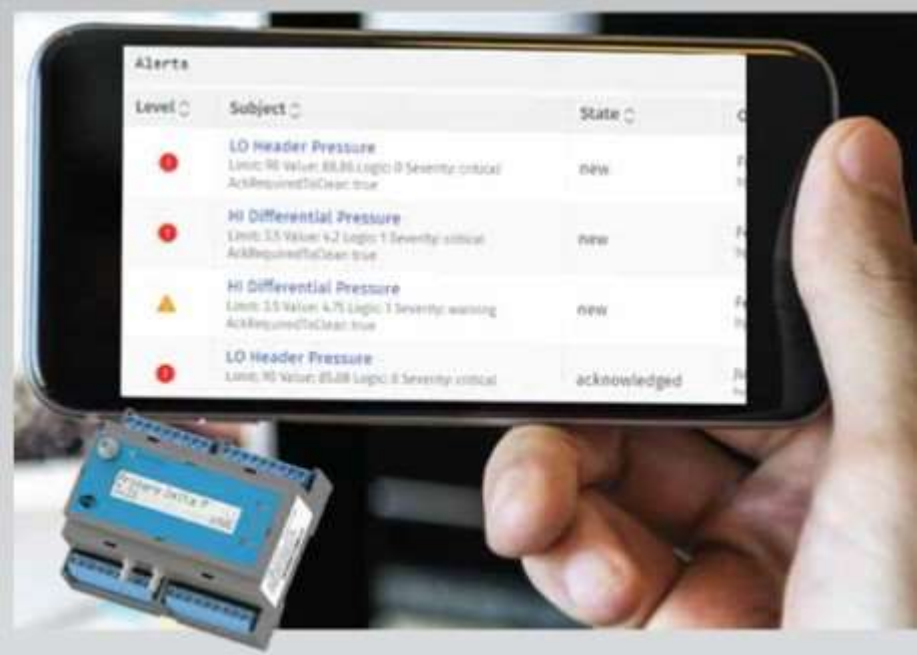 Alerts
Level Subject State
LO Header Pressure
Limit: 90 Value: 88.86 Logic: 0 Severity: critical
AckRequiredToClear: true
new
HI Differential Pressure
Limit: 3.5 Value: 4.2 Logic: 1 Severity: critical
AckRequiredToClear: true
new
HI Differential Pressure
Limit: 3.5 Value: 4.75 Logic: 1 Severity: warning
AckRequiredToClear: true
new
LO Header Pressure
Limit: 90 Value: 85.08 Logic: 0 Severity: critical
acknowledged
Primary Delta P